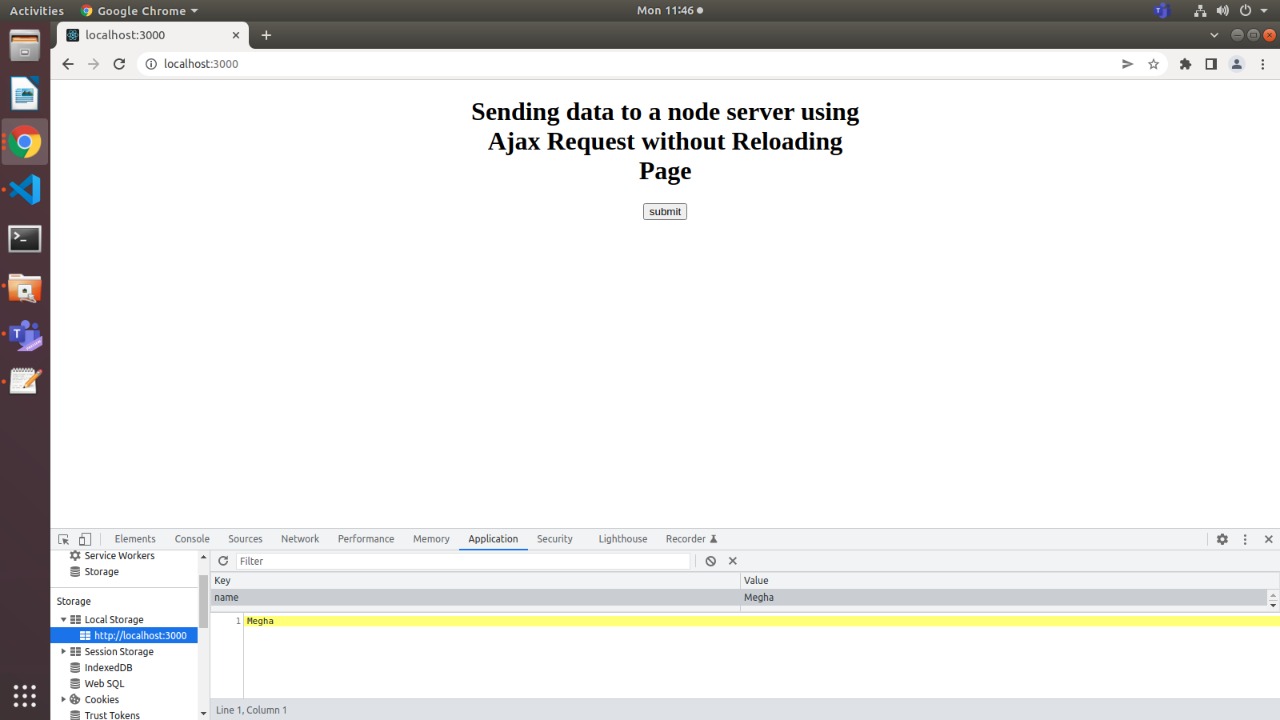 Activities Google Chrome Mon 11:46
localhost:3000
localhost:3000
Sending data to a node server using
Ajax Request without Reloading
Page
submit
Elements Console Sources Network Performance Memory Application Security Lighthouse Recorder
Service Workers
Storage
Filter
Key Value
name Megha
Storage
Local Storage
http://localhost:3000
Session Storage
IndexedDB
Web SQL
Cookies
Trust Tokens
1 Megha
Line 1, Column 1